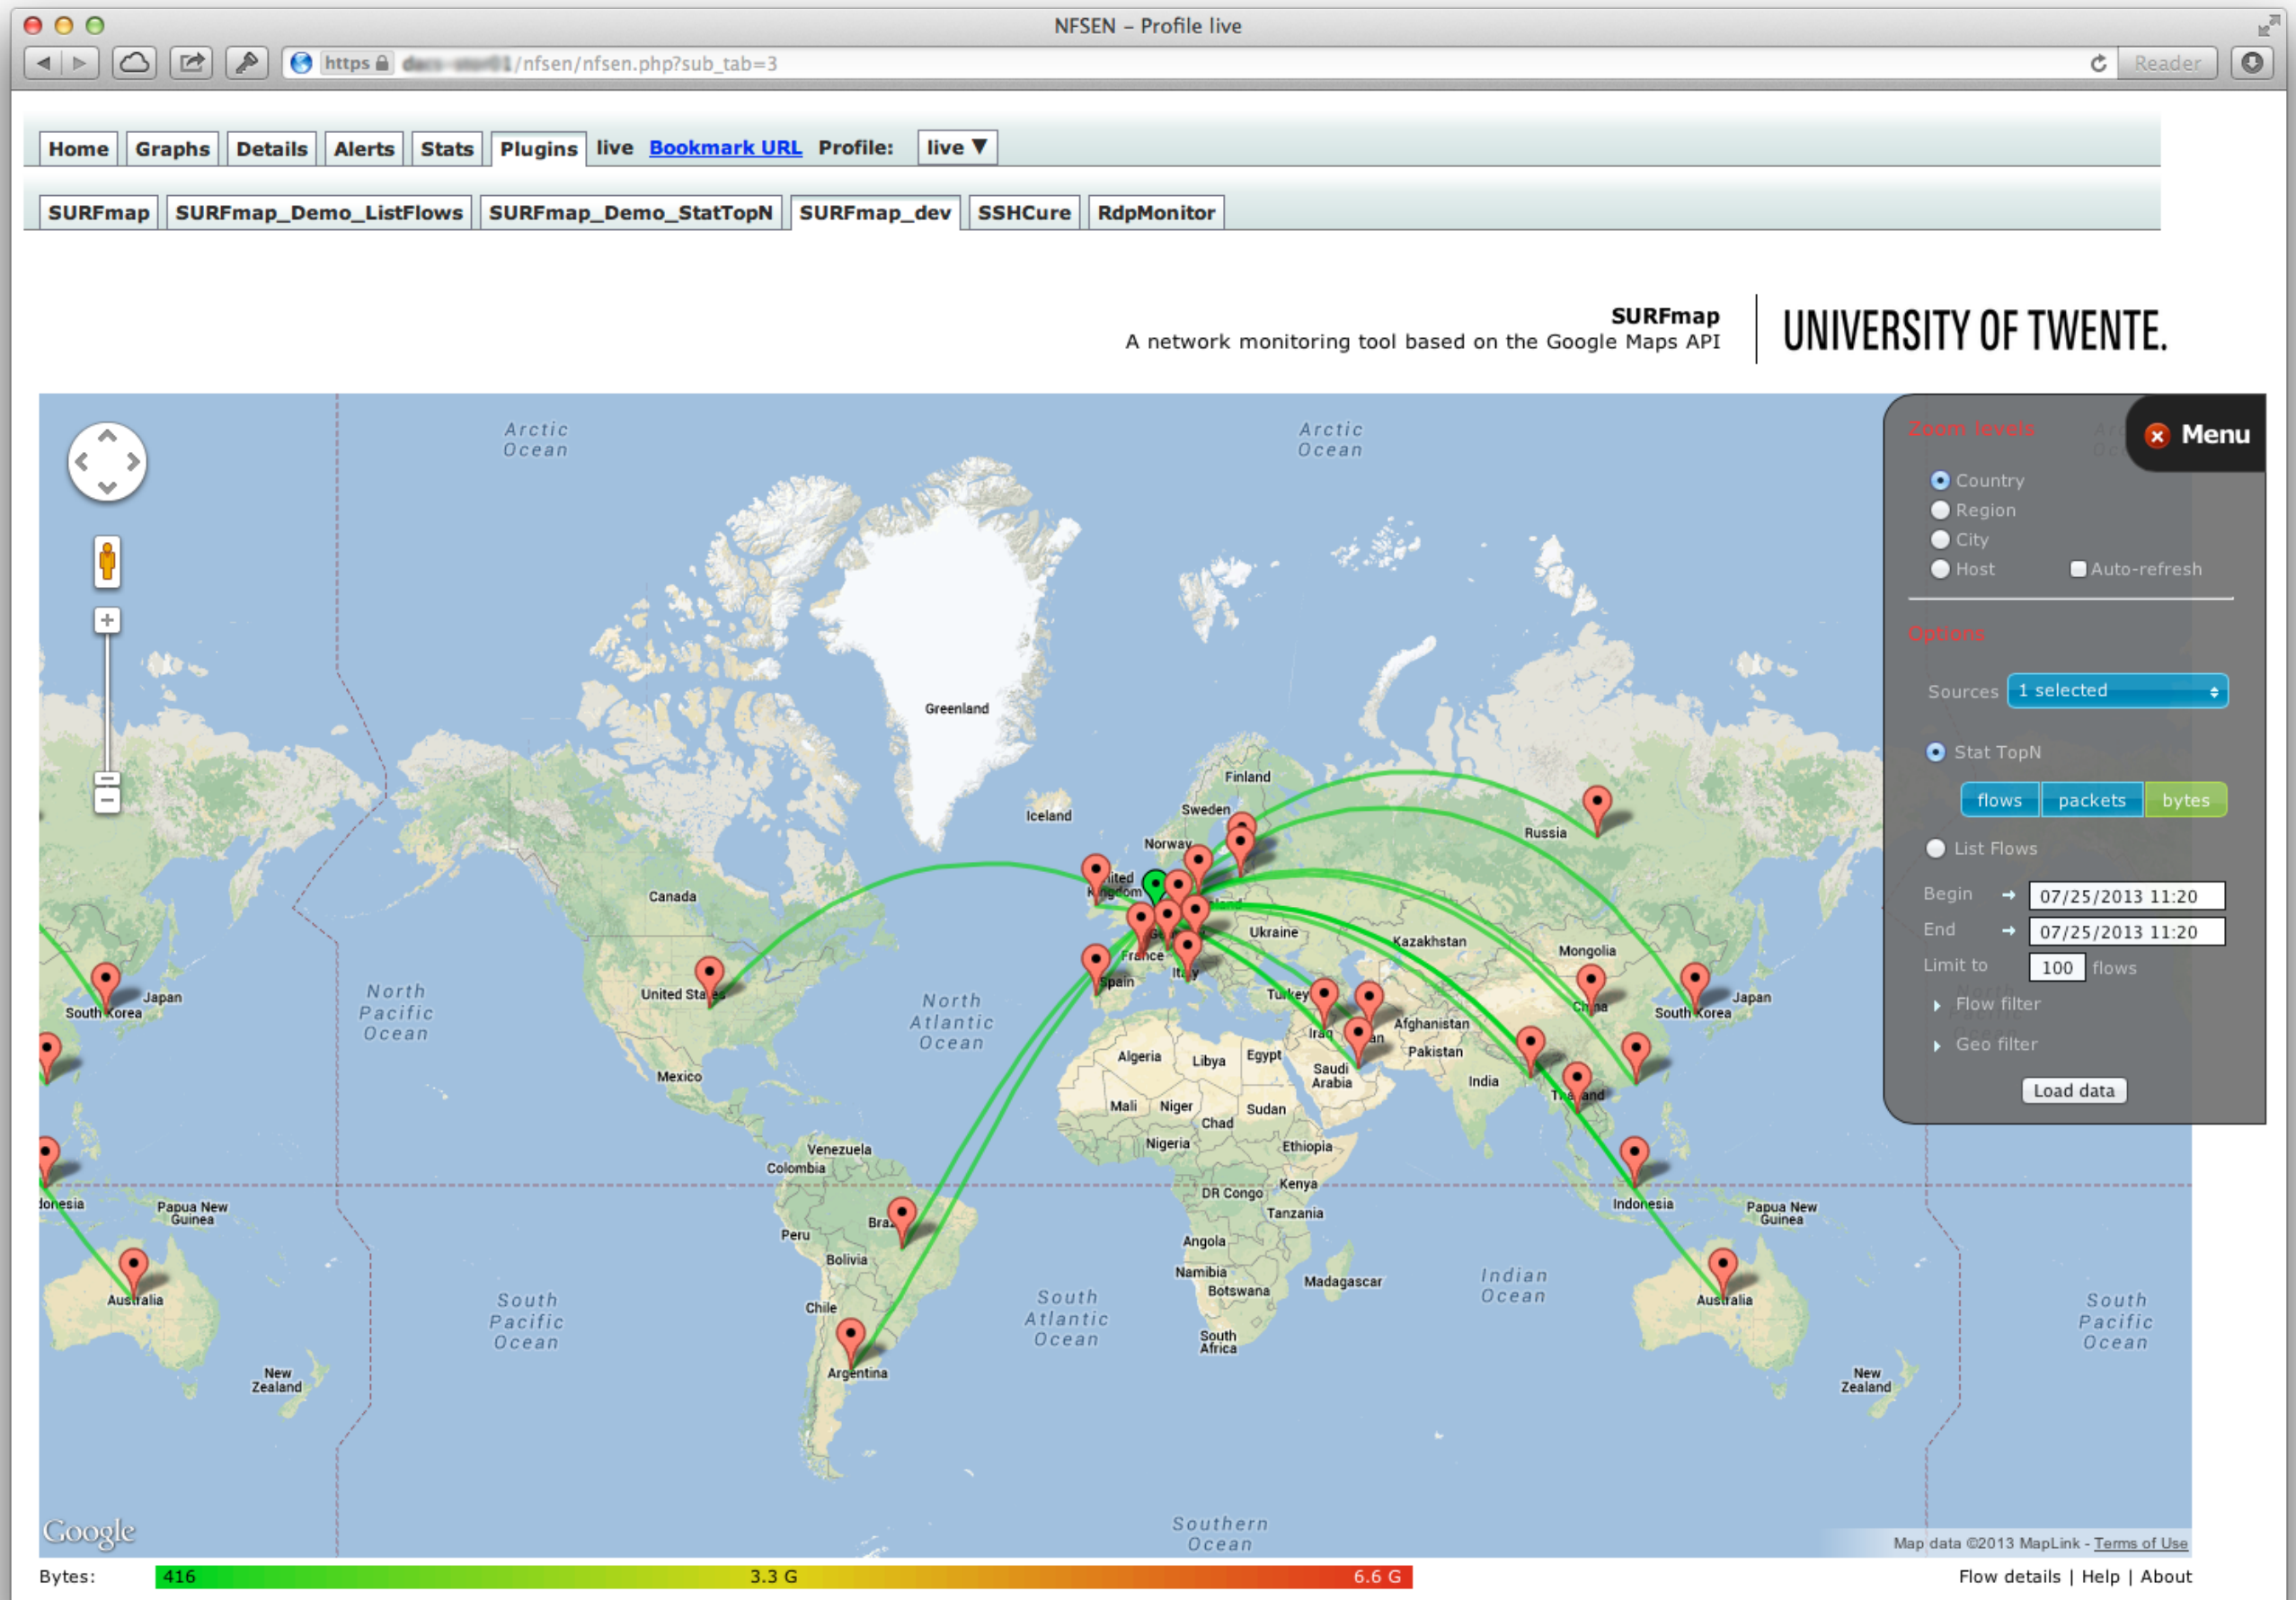 NFSEN – Profile live
https /nfsen/nfsen.php?sub_tab=3 Reader
Home Graphs Details Alerts Stats Plugins live Bookmark URL Profile: live ▼
SURFmap SURFmap_Demo_ListFlows SURFmap_Demo_StatTopN SURFmap_dev SSHCure RdpMonitor
SURFmap
A network monitoring tool based on the Google Maps API
UNIVERSITY OF TWENTE.
Menu
Zoom levels
Country
Region
City
Host Auto-refresh
Options
Sources 1 selected
Stat TopN
flows packets bytes
List Flows
Begin → 07/25/2013 11:20
End → 07/25/2013 11:20
Limit to 100 flows
Flow filter
Geo filter
Load data
Arctic
Ocean
Arctic
Ocean
Greenland
Iceland
Finland
Sweden
Norway
Russia
United
Kingdom
Canada
Ukraine
Kazakhstan
Mongolia
France
Italy
Spain
Turkey
United States
North
Pacific
Ocean
North
Atlantic
Ocean
Japan
South Korea
China
Japan
South Korea
Afghanistan
Iraq
Pakistan
Algeria
Libya
Egypt
Saudi
Arabia
India
Thailand
Mexico
Mali
Niger
Sudan
Chad
Nigeria
Ethiopia
Venezuela
Colombia
Kenya
DR Congo
Indonesia
Papua New
Guinea
Papua New
Guinea
Tanzania
Peru
Angola
Bolivia
Namibia
Botswana
Madagascar
Indian
Ocean
Australia
Australia
South
Pacific
Ocean
Chile
South
Atlantic
Ocean
South
Pacific
Ocean
South
Africa
Argentina
New
Zealand
New
Zealand
Southern
Ocean
Google
Map data ©2013 MapLink - Terms of Use
Bytes: 416 3.3 G 6.6 G
Flow details | Help | About